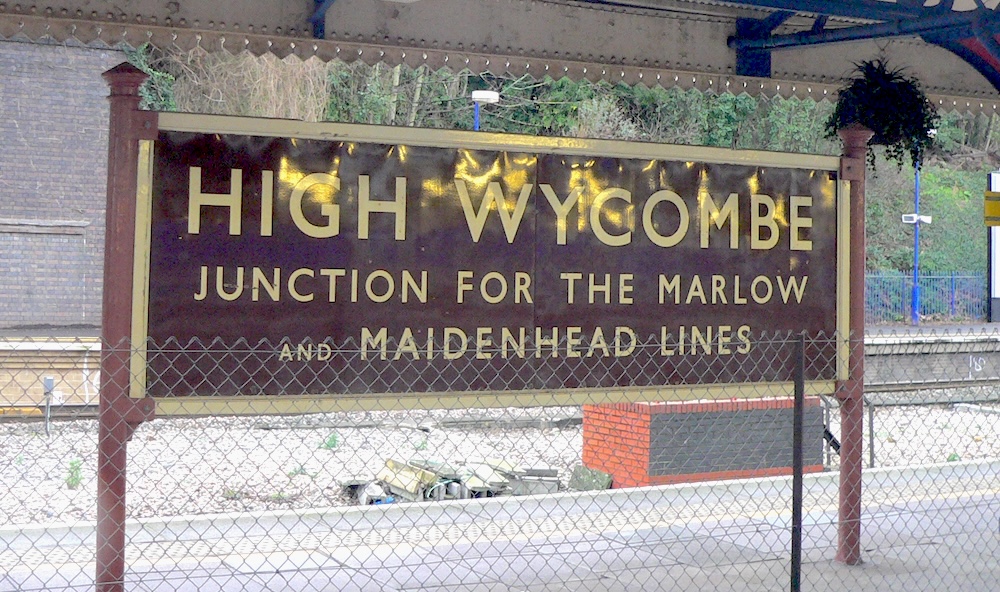 HIGH WYCOMBE
JUNCTION FOR THE MARLOW
AND MAIDENHEAD LINES